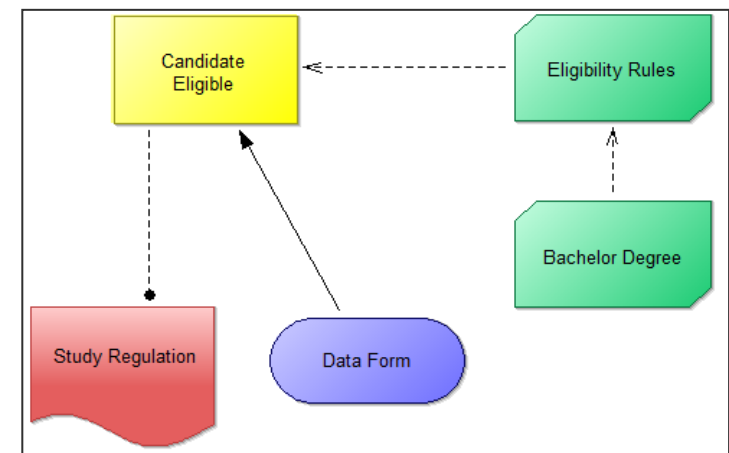 Candidate
Eligible
Eligibility Rules
Bachelor Degree
Study Regulation
Data Form